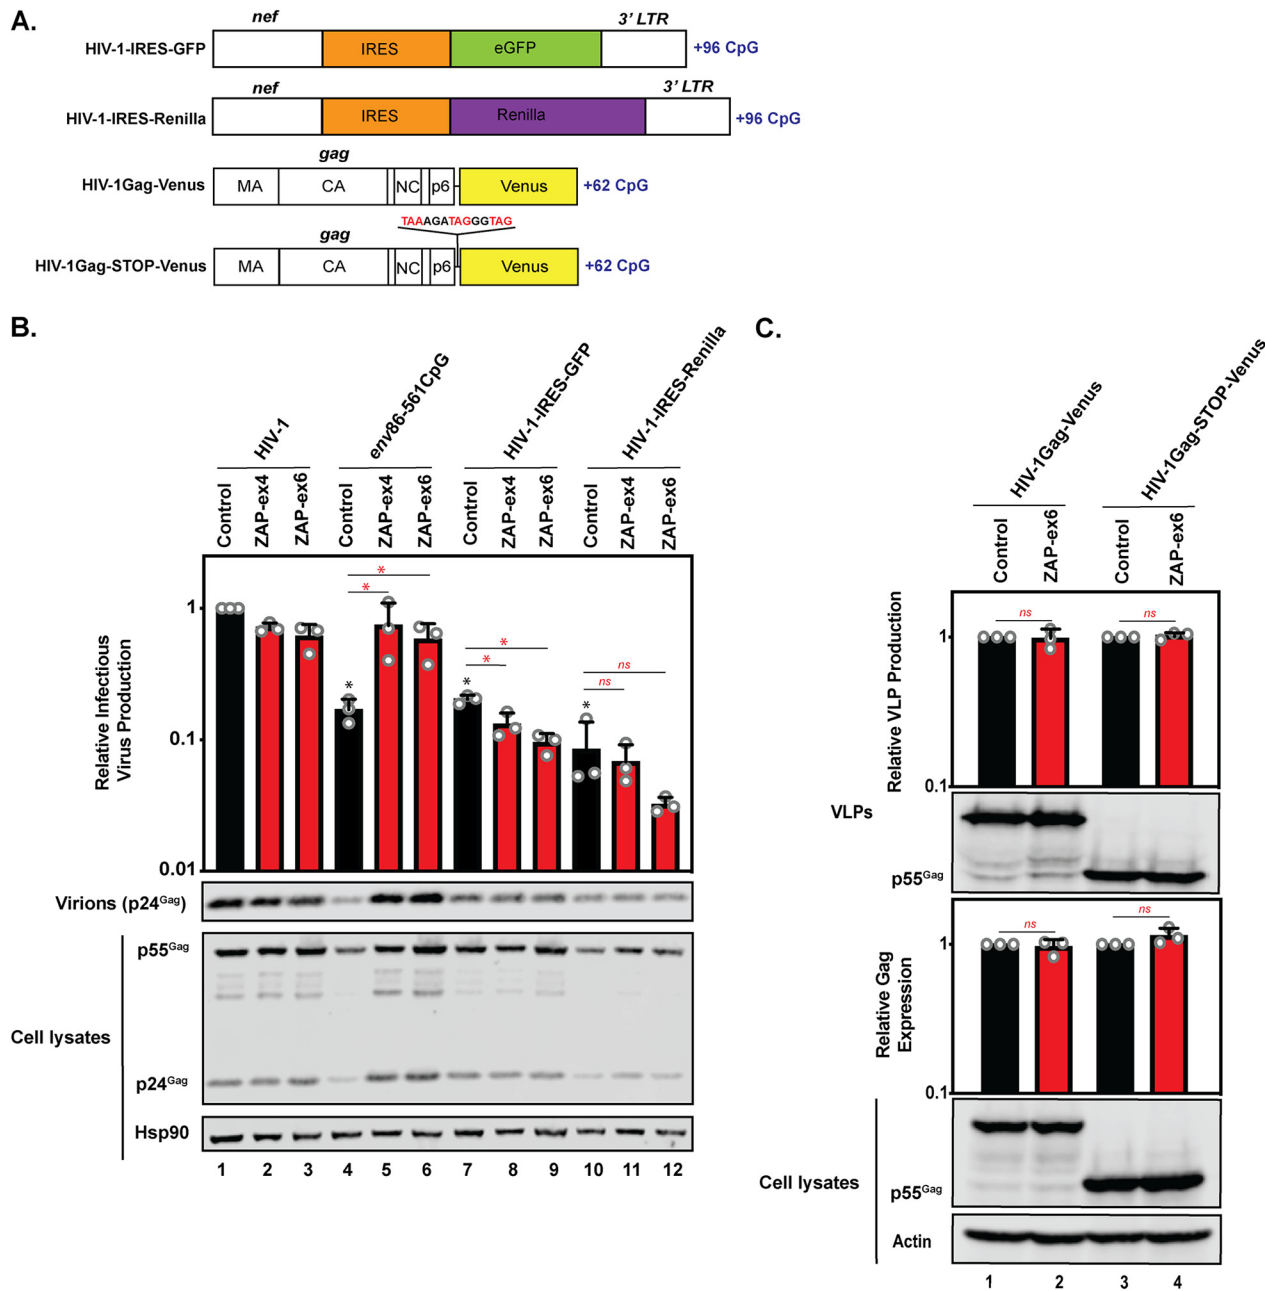 A.
nef
3' LTR
HIV-1-IRES-GFP
IRES
eGFP
+96 CpG
nef
3' LTR
HIV-1-IRES-Renilla
IRES
Renilla
+96 CpG
gag
HIV-1Gag-Venus
MA
CA
NC
p6
Venus
+62 CpG
TAAAGATAGGGTAG
gag
HIV-1Gag-STOP-Venus
MA
CA
NC
p6
Venus
+62 CpG
B.
HIV-1
env86-561CpG
HIV-1-IRES-GFP
HIV-1-IRES-Renilla
Control
ZAP-ex4
ZAP-ex6
Control
ZAP-ex4
ZAP-ex6
Control
ZAP-ex4
ZAP-ex6
Control
ZAP-ex4
ZAP-ex6
Relative Infectious
Virus Production
1
0.1
0.01
*
*
*
*
*
*
*
ns
ns
Virions (p24Gag)
Cell lysates
p55Gag
p24Gag
Hsp90
1 2 3 4 5 6 7 8 9 10 11 12
C.
HIV-1Gag-Venus
HIV-1Gag-STOP-Venus
Control
ZAP-ex6
Control
ZAP-ex6
Relative VLP Production
1
0.1
ns
ns
VLPs
p55Gag
Relative Gag
Expression
1
0.1
ns
ns
Cell lysates
p55Gag
Actin
1 2 3 4